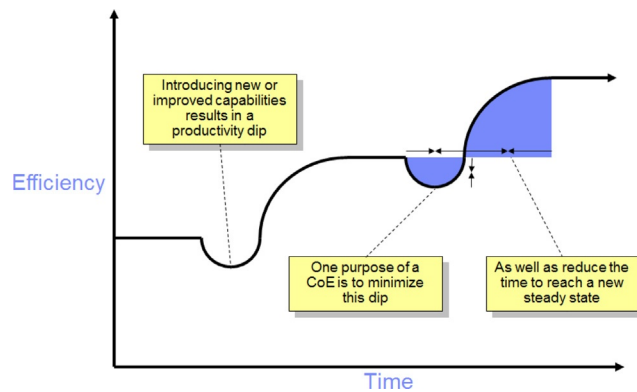 Introducing new or
improved capabilities
results in a
productivity dip
Efficiency
One purpose of a
CoE is to minimize
this dip
As well as reduce the
time to reach a new
steady state
Time